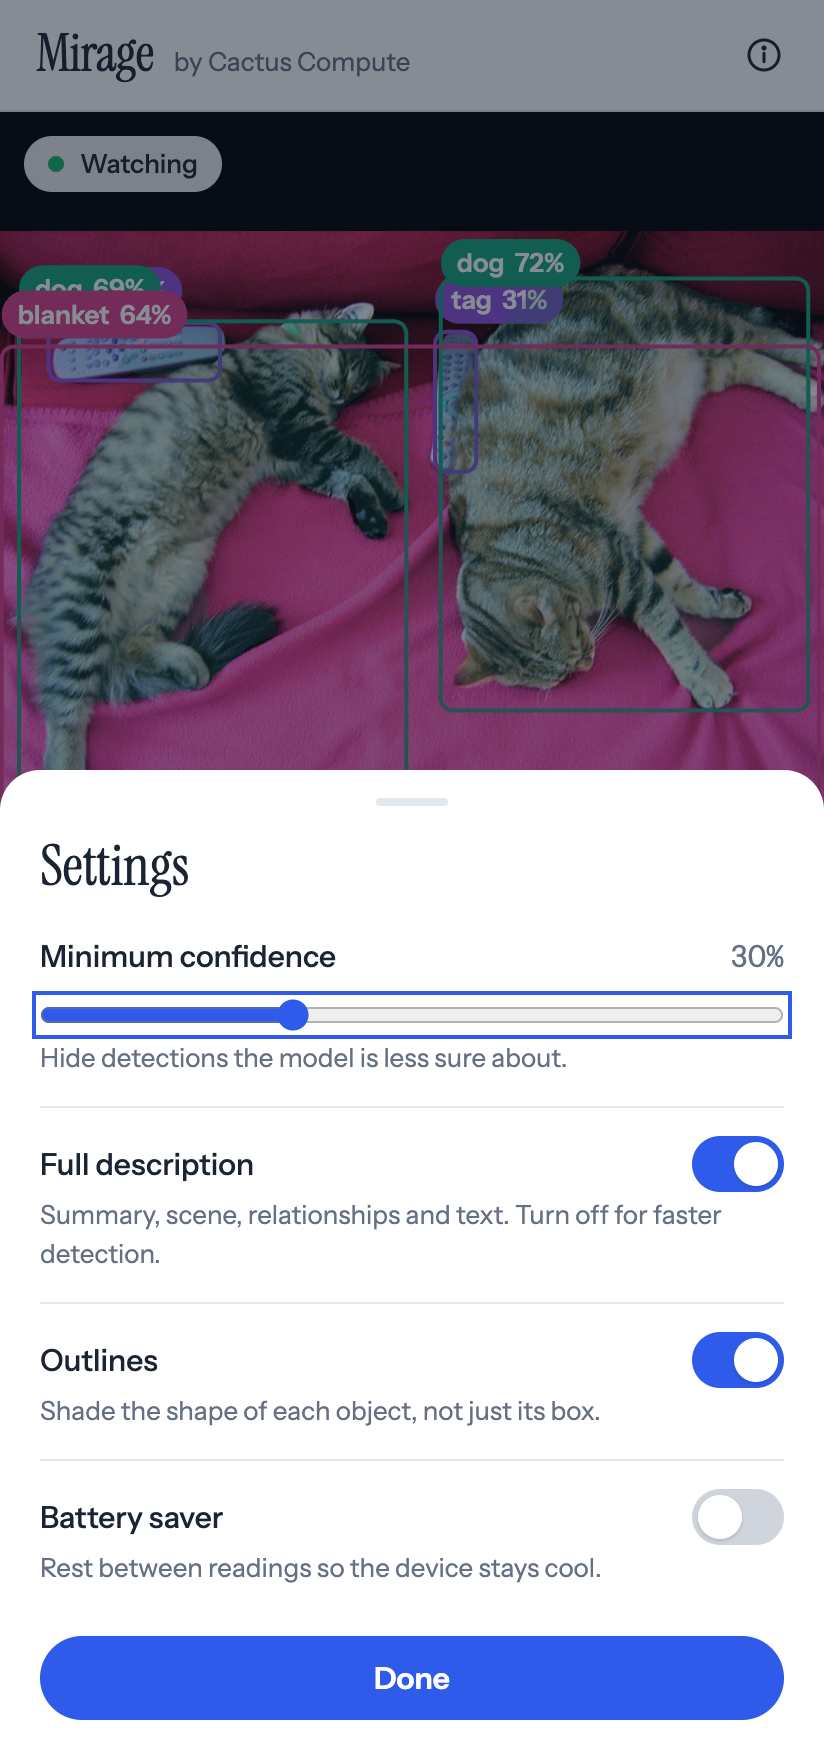 Mirage by Cactus Compute
Watching
dog 72%
dog 69%
tag 31%
blanket 64%
Settings
Minimum confidence 30%
Hide detections the model is less sure about.
Full description
Summary, scene, relationships and text. Turn off for faster
detection.
Outlines
Shade the shape of each object, not just its box.
Battery saver
Rest between readings so the device stays cool.
Done